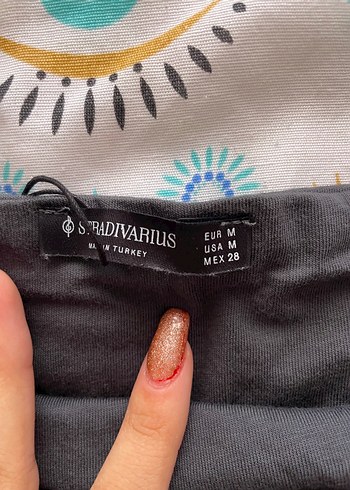 STRADIVARIUS
MADE IN TURKEY
EUR M
USA M
MEX 28